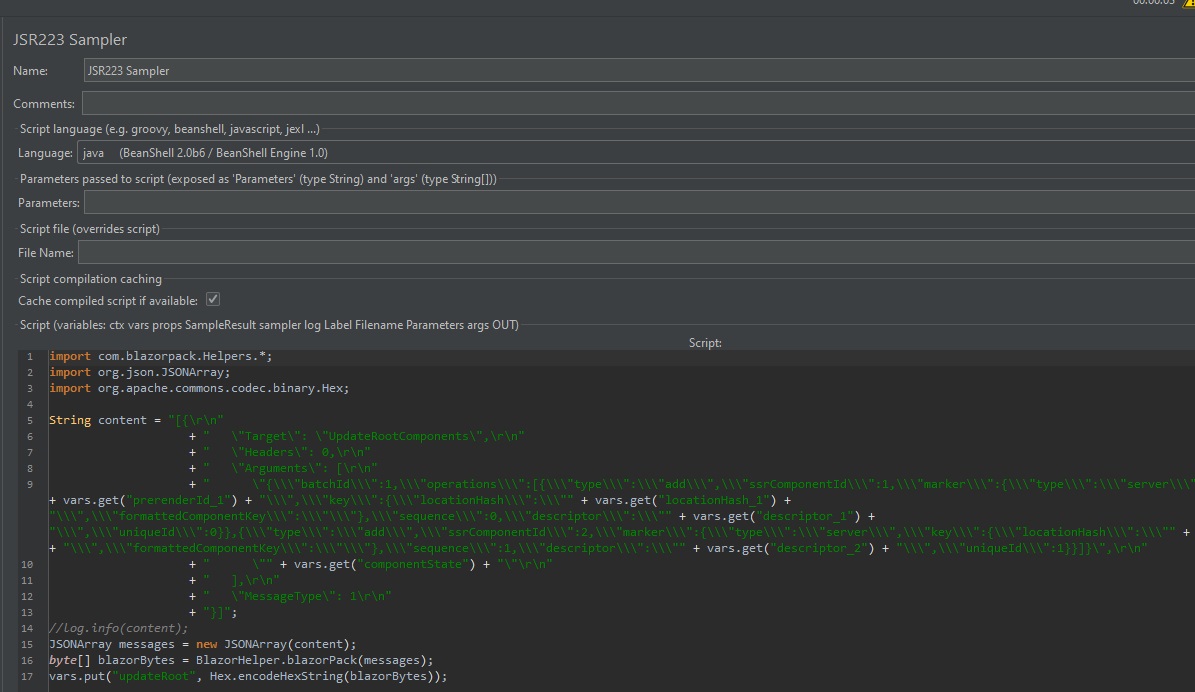 00:00:05
JSR223 Sampler
Name: JSR223 Sampler
Comments:
Script language (e.g. groovy, beanshell, javascript, jexl ...)
Language: java (BeanShell 2.0b6 / BeanShell Engine 1.0)
Parameters passed to script (exposed as 'Parameters' (type String) and 'args' (type String[]))
Parameters:
Script file (overrides script)
File Name:
Script compilation caching
Cache compiled script if available:
Script (variables: ctx vars props SampleResult sampler log Label Filename Parameters args OUT)
Script:
1 import com.blazorpack.Helpers.*;
2 import org.json.JSONArray;
3 import org.apache.commons.codec.binary.Hex;
4
5 String content = "[{\r\n"
6 + "   \"Target\": \"UpdateRootComponents\",\r\n"
7 + "   \"Headers\": 0,\r\n"
8 + "   \"Arguments\": [\r\n"
9 + "      \"{\\\"batchId\\\":1,\\\"operations\\\":[{\\\"type\\\":\\\"add\\\",\\\"ssrComponentId\\\":1,\\\"marker\\\":{\\\"type\\\":\\\"server\\\"
+ vars.get("prerenderId_1") + "\\\",\\\"key\\\":{\\\"locationHash\\\":\\\"" + vars.get("locationHash_1") +
"\\\",\\\"formattedComponentKey\\\":\\\"\\\"},\\\"sequence\\\":0,\\\"descriptor\\\":\\\"" + vars.get("descriptor_1") +
"\\\",\\\"uniqueId\\\":0}},{\\\"type\\\":\\\"add\\\",\\\"ssrComponentId\\\":2,\\\"marker\\\":{\\\"type\\\":\\\"server\\\",\\\"key\\\":{\\\"locationHash\\\":\\\"" +
+ "\\\",\\\"formattedComponentKey\\\":\\\"\\\"},\\\"sequence\\\":1,\\\"descriptor\\\":\\\"" + vars.get("descriptor_2") + "\\\",\\\"uniqueId\\\":1}}]}\",\r\n"
10 + "      \"" + vars.get("componentState") + "\"\r\n"
11 + "   ],\r\n"
12 + "   \"MessageType\": 1\r\n"
13 + "}]";
14 //log.info(content);
15 JSONArray messages = new JSONArray(content);
16 byte[] blazorBytes = BlazorHelper.blazorPack(messages);
17 vars.put("updateRoot", Hex.encodeHexString(blazorBytes));